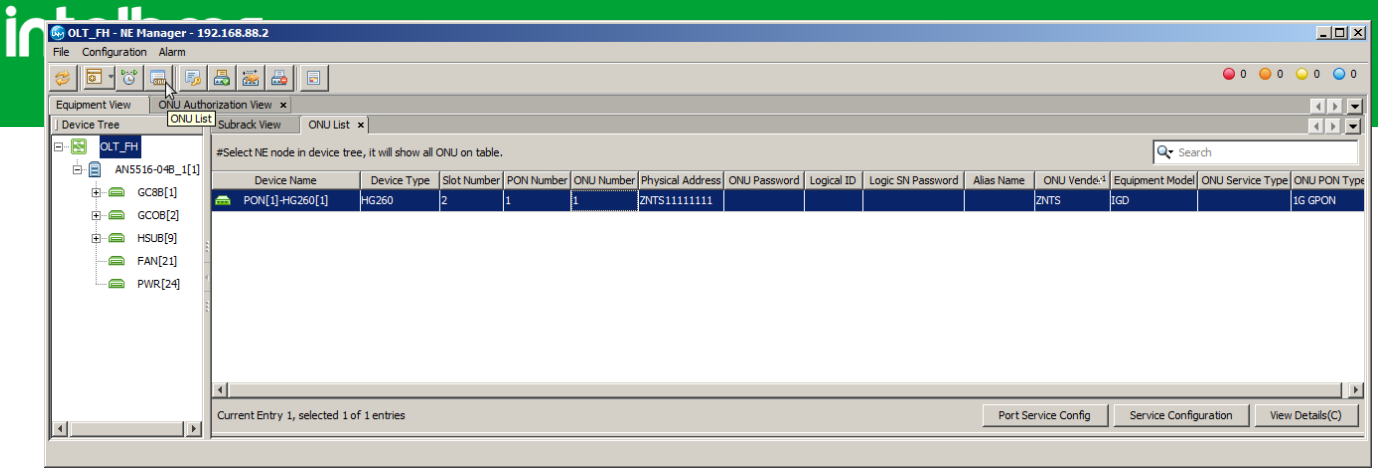 OLT_FH - NE Manager - 192.168.88.2
File Configuration Alarm
0 0 0 0
Equipment View ONU Authorization View
ONU List
Device Tree Subrack View ONU List
OLT_FH
AN5516-04B_1[1]
GC8B[1]
GCOB[2]
HSUB[9]
FAN[21]
PWR[24]
#Select NE node in device tree, it will show all ONU on table.
Search
Device Name Device Type Slot Number PON Number ONU Number Physical Address ONU Password Logical ID Logic SN Password Alias Name ONU Vende 1 Equipment Model ONU Service Type ONU PON Type
PON[1]-HG260[1] HG260 2 1 1 ZNTS11111111 ZNTS IGD 1G GPON
Current Entry 1, selected 1 of 1 entries
Port Service Config Service Configuration View Details(C)